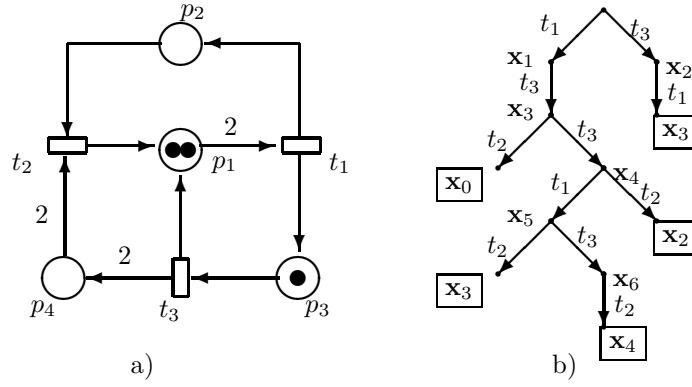 p₂
t₁
t₃
x₁
x₂
t₃
t₁
2
x₃
x₃
t₂
p₁
t₁
t₂
t₃
x₄
x₀
t₁
t₂
2
x₅
x₂
2
t₂
t₃
p₄
t₃
p₃
x₃
x₆
t₂
x₄
a)
b)